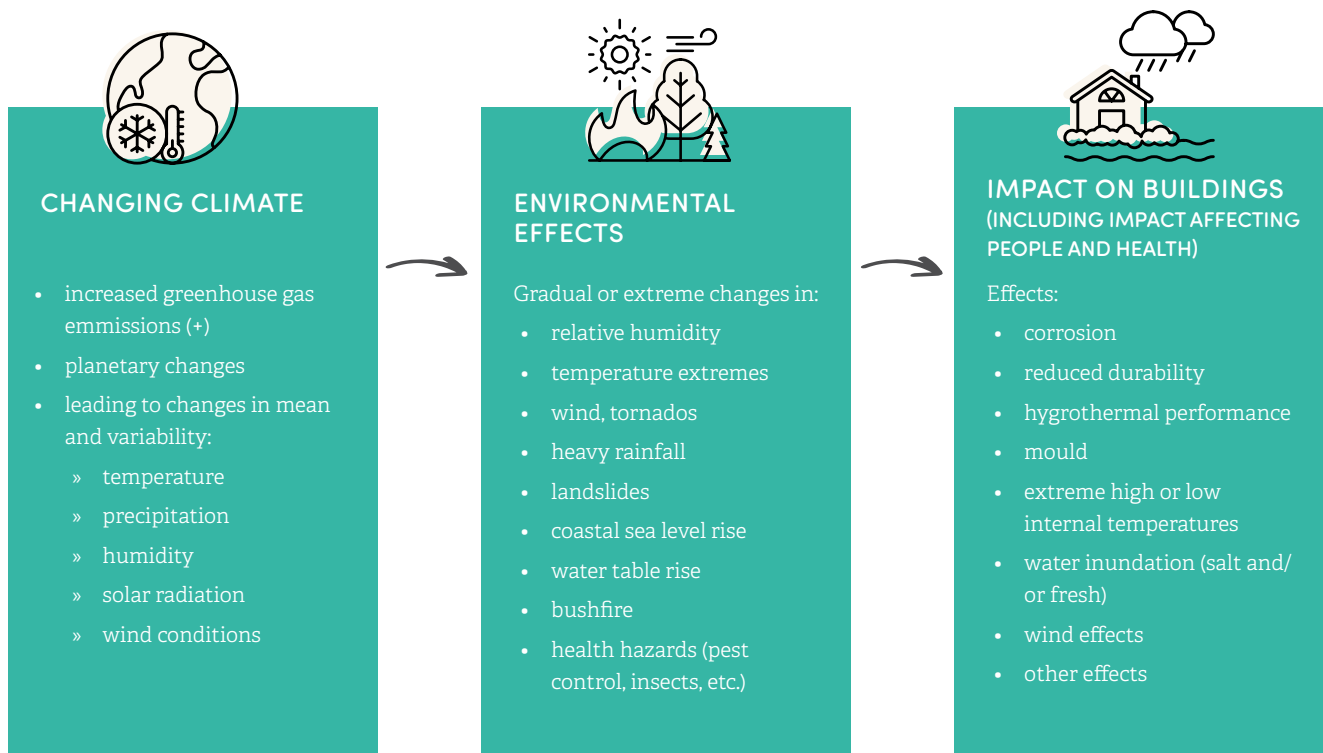 CHANGING CLIMATE
• increased greenhouse gas
emmissions (+)
• planetary changes
• leading to changes in mean
and variability:
» temperature
» precipitation
» humidity
» solar radiation
» wind conditions
ENVIRONMENTAL
EFFECTS
Gradual or extreme changes in:
• relative humidity
• temperature extremes
• wind, tornados
• heavy rainfall
• landslides
• coastal sea level rise
• water table rise
• bushfire
• health hazards (pest
control, insects, etc.)
IMPACT ON BUILDINGS
(INCLUDING IMPACT AFFECTING
PEOPLE AND HEALTH)
Effects:
• corrosion
• reduced durability
• hygrothermal performance
• mould
• extreme high or low
internal temperatures
• water inundation (salt and/
or fresh)
• wind effects
• other effects